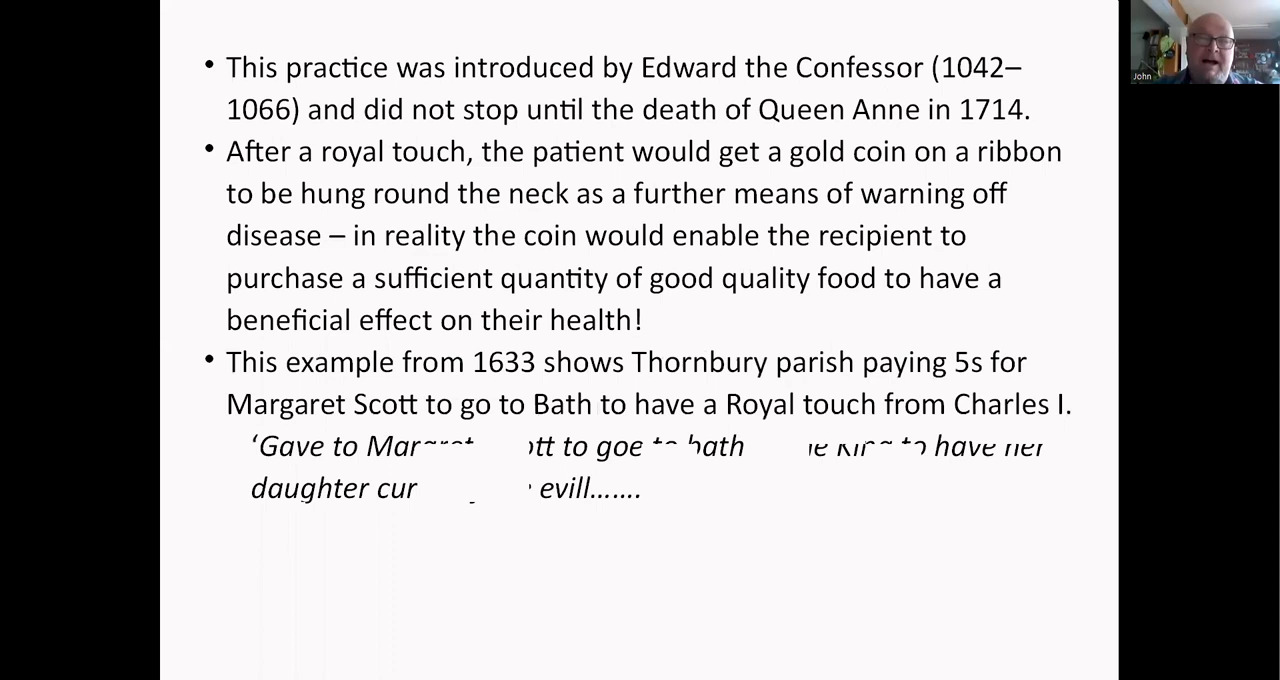 • This practice was introduced by Edward the Confessor (1042–
1066) and did not stop until the death of Queen Anne in 1714.
• After a royal touch, the patient would get a gold coin on a ribbon
to be hung round the neck as a further means of warning off
disease – in reality the coin would enable the recipient to
purchase a sufficient quantity of good quality food to have a
beneficial effect on their health!
• This example from 1633 shows Thornbury parish paying 5s for
Margaret Scott to go to Bath to have a Royal touch from Charles I.
‘Gave to to goe bath to have her
daughter evill…….
John